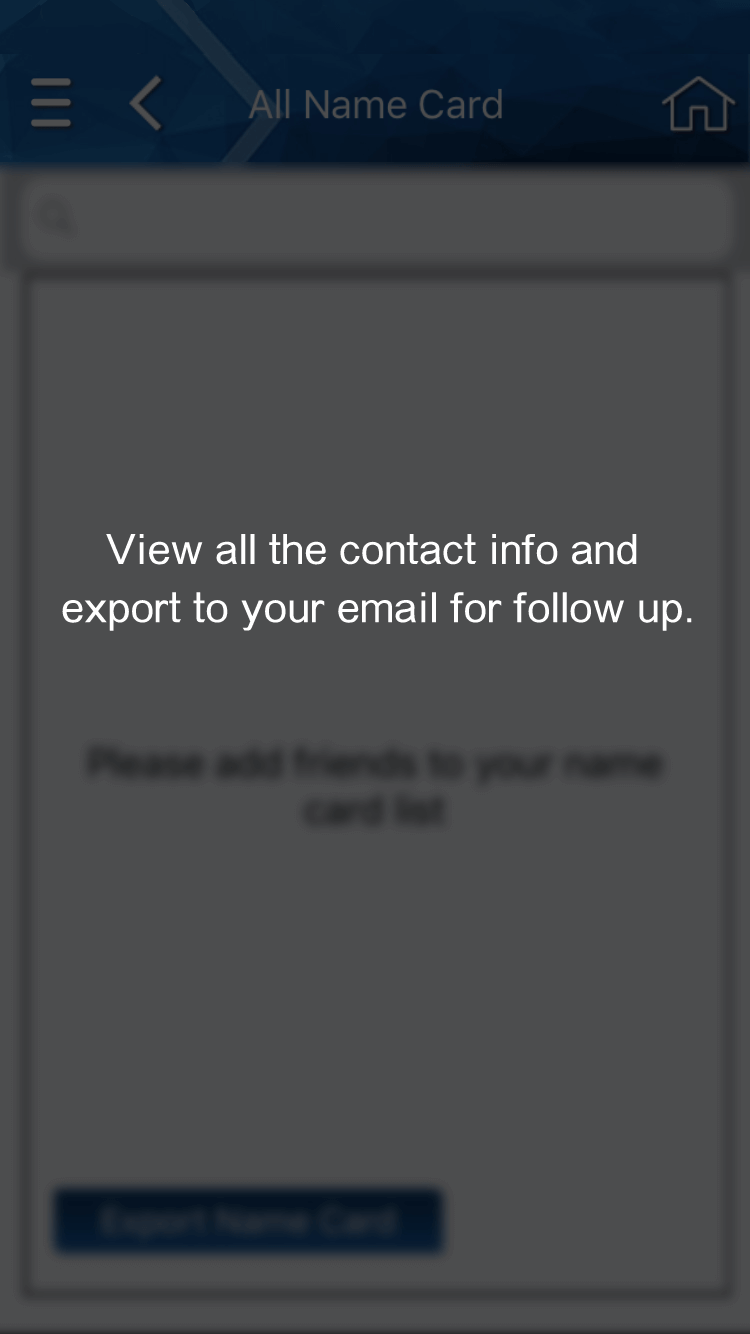 All Name Card
View all the contact info and
export to your email for follow up.
Please add friends to your name
card list
Export Name Card